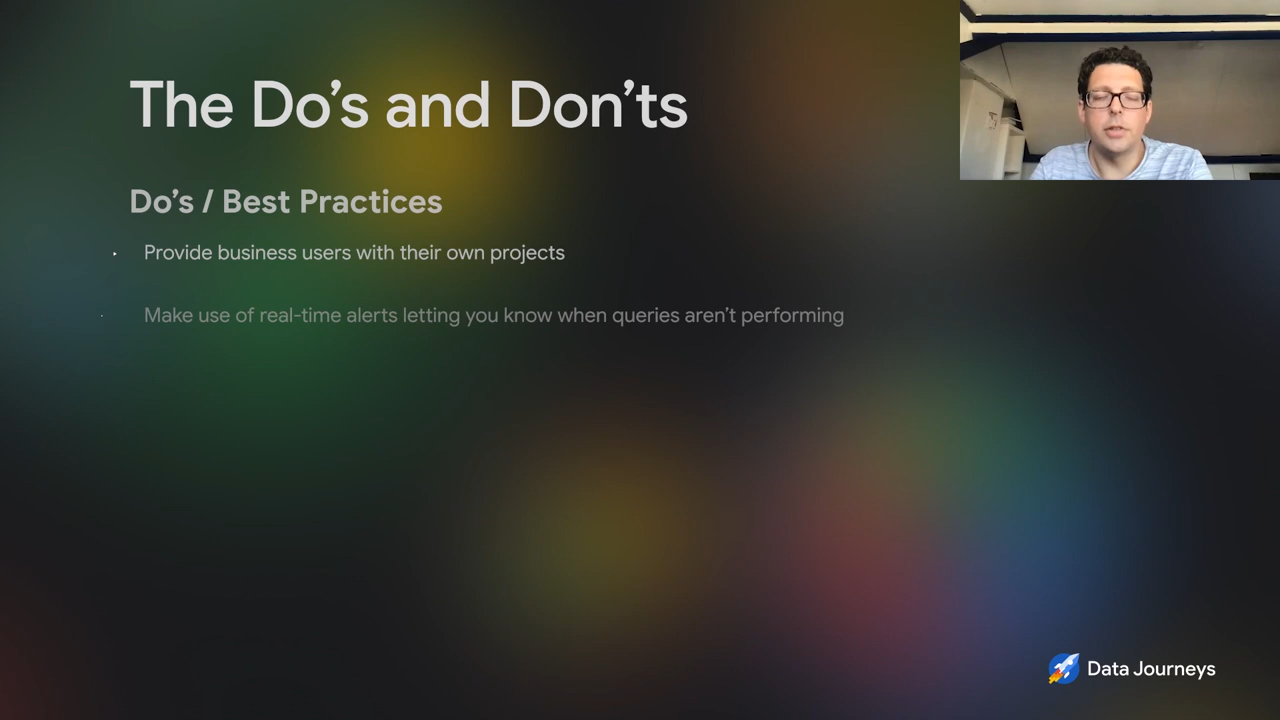 The Do’s and Don’ts
Do’s / Best Practices
Provide business users with their own projects
Make use of real-time alerts letting you know when queries aren’t performing
Data Journeys